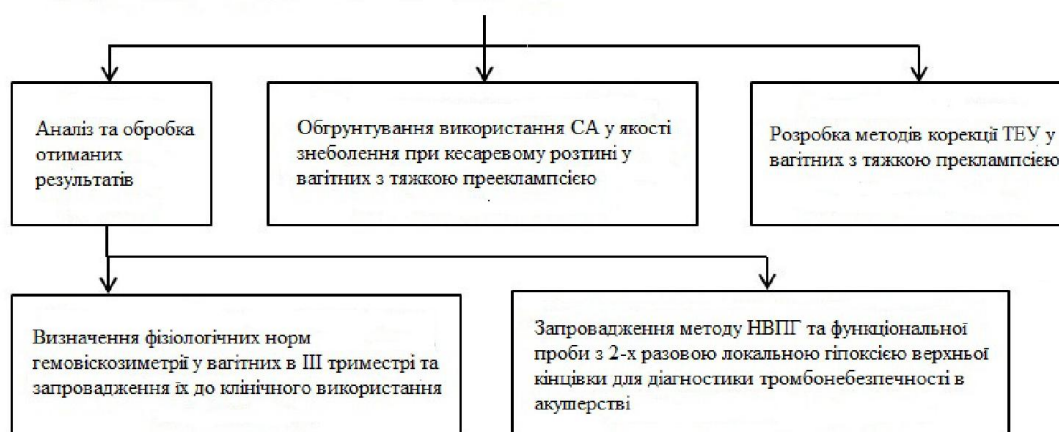 Аналіз та обробка
отиманих
результатів
Обгрунтування використання СА у якості
знеболення при кесаревому розтині у
вагітних з тяжкою прееклампсією
Розробка методів корекції ТЕУ у
вагітних з тяжкою преклампсією
Визначення фізіологічних норм
гемовіскозиметрії у вагітних в ІІІ триместрі та
запровадження їх до клінічного використання
Запровадження методу НВПГ та функціональної
проби з 2-х разовою локальною гіпоксією верхньої
кінцівки для діагностики тромбонебезпечності в
акушерстві